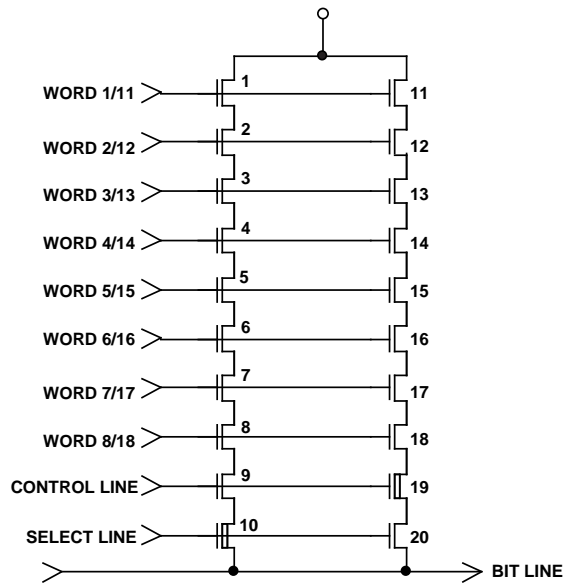 WORD 1/11 1 11
WORD 2/12 2 12
WORD 3/13 3 13
WORD 4/14 4 14
WORD 5/15 5 15
WORD 6/16 6 16
WORD 7/17 7 17
WORD 8/18 8 18
CONTROL LINE 9 19
SELECT LINE 10 20
BIT LINE